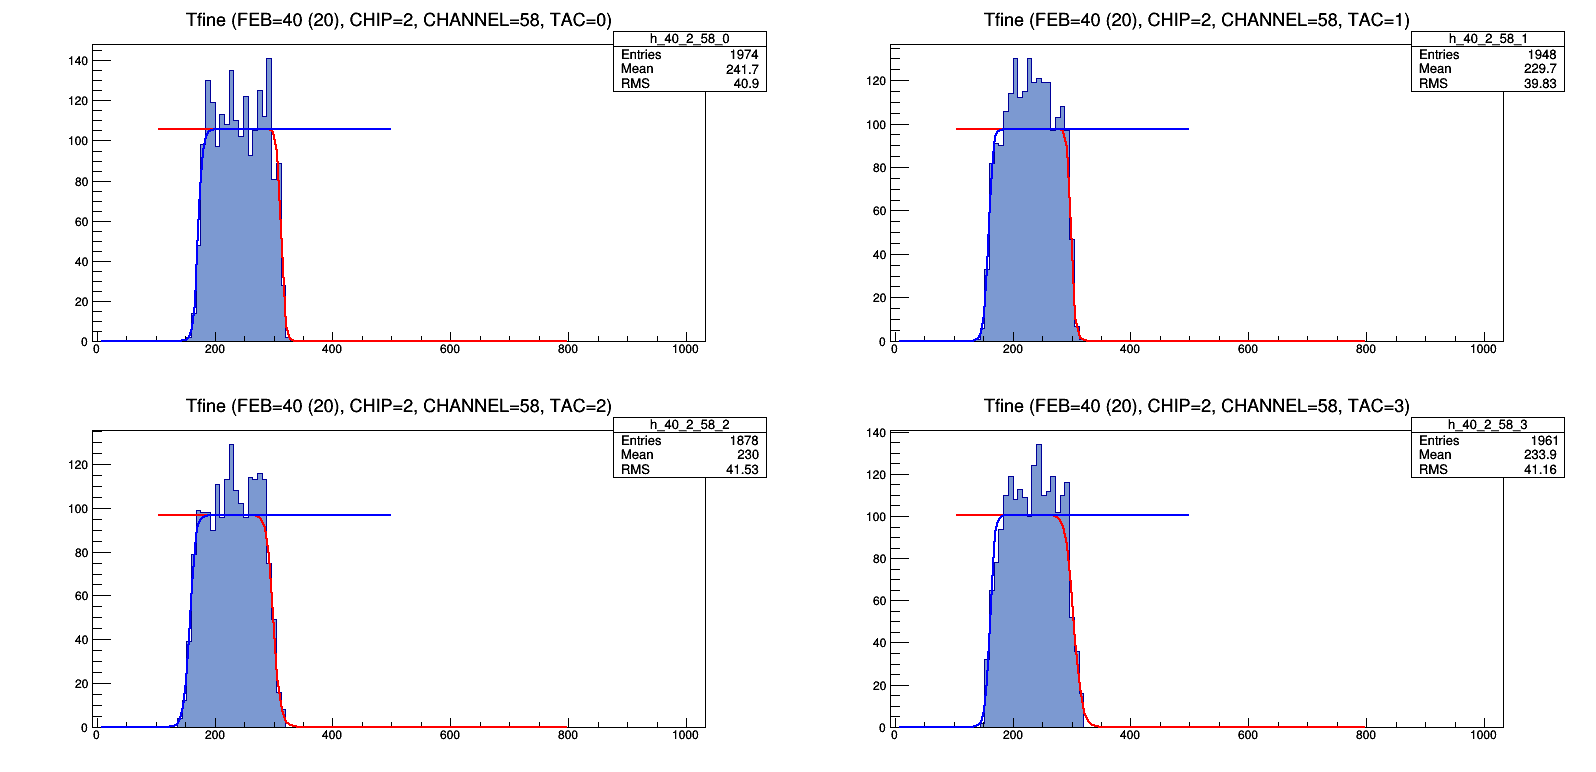 Tfine (FEB=40 (20), CHIP=2, CHANNEL=58, TAC=0)
h_40_2_58_0
Entries 1974
Mean 241.7
RMS 40.9
140
120
100
80
60
40
20
0
0 200 400 600 800 1000
Tfine (FEB=40 (20), CHIP=2, CHANNEL=58, TAC=1)
h_40_2_58_1
Entries 1948
Mean 229.7
RMS 39.83
120
100
80
60
40
20
0
0 200 400 600 800 1000
Tfine (FEB=40 (20), CHIP=2, CHANNEL=58, TAC=2)
h_40_2_58_2
Entries 1878
Mean 230
RMS 41.53
120
100
80
60
40
20
0
0 200 400 600 800 1000
Tfine (FEB=40 (20), CHIP=2, CHANNEL=58, TAC=3)
h_40_2_58_3
Entries 1961
Mean 233.9
RMS 41.16
140
120
100
80
60
40
20
0
0 200 400 600 800 1000